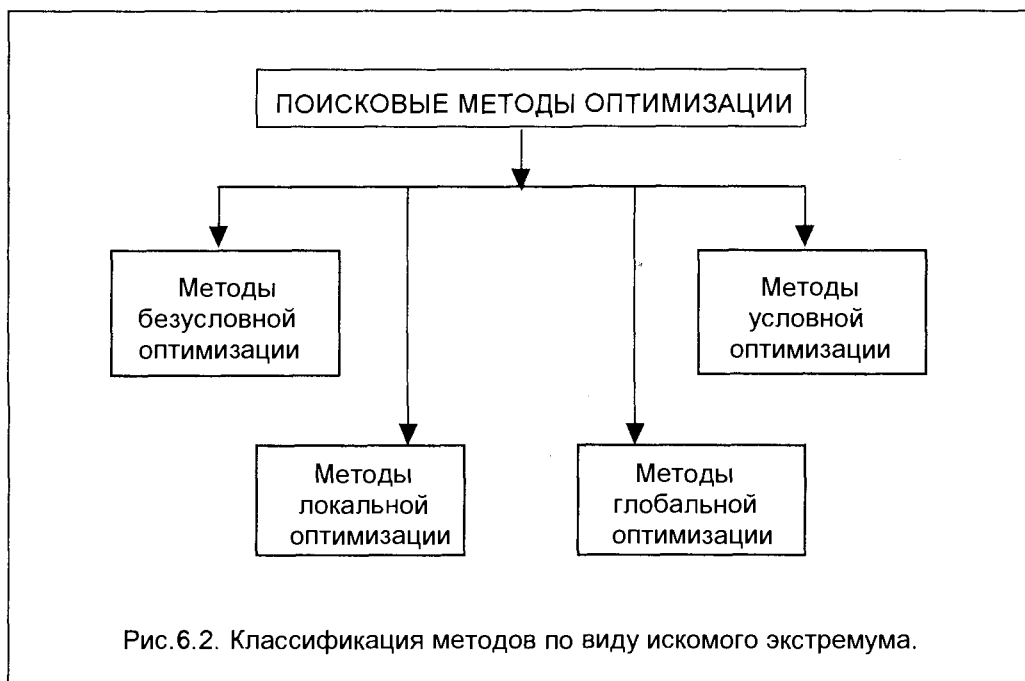 ПОИСКОВЫЕ МЕТОДЫ ОПТИМИЗАЦИИ
Методы
безусловной
оптимизации
Методы
условной
оптимизации
Методы
локальной
оптимизации
Методы
глобальной
оптимизации
Рис.6.2. Классификация методов по виду искомого экстремума.